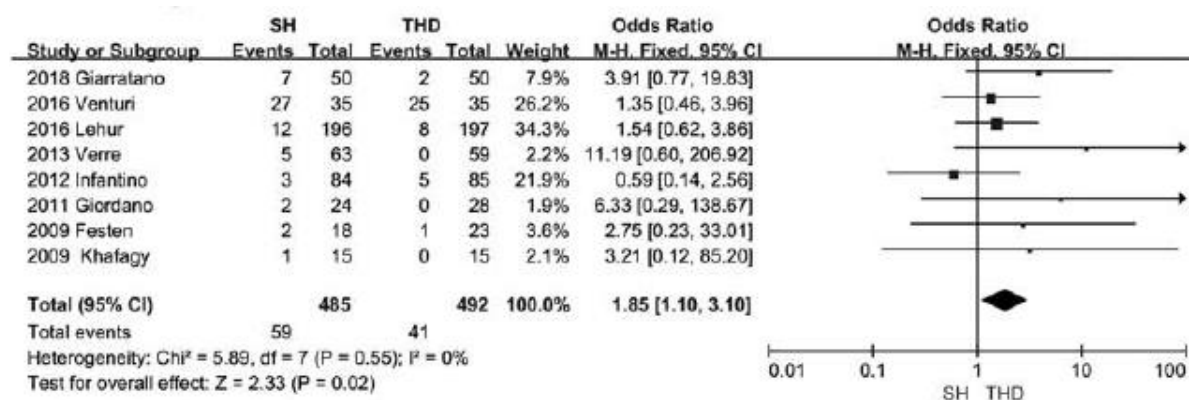 SH THD Odds Ratio Odds Ratio
Study or Subgroup Events Total Events Total Weight M-H, Fixed, 95% CI M-H, Fixed, 95% CI
2018 Giarratano 7 50 2 50 7.9% 3.91 [0.77, 19.83]
2016 Venturi 27 35 25 35 26.2% 1.35 [0.46, 3.96]
2016 Lehur 12 196 8 197 34.3% 1.54 [0.62, 3.86]
2013 Verre 5 63 0 59 2.2% 11.19 [0.60, 206.92]
2012 Infantino 3 84 5 85 21.9% 0.59 [0.14, 2.56]
2011 Giordano 2 24 0 28 1.9% 6.33 [0.29, 138.67]
2009 Festen 2 18 1 23 3.6% 2.75 [0.23, 33.01]
2009 Khafagy 1 15 0 15 2.1% 3.21 [0.12, 85.20]
Total (95% CI) 485 492 100.0% 1.85 [1.10, 3.10]
Total events 59 41
Heterogeneity: Chi² = 5.89, df = 7 (P = 0.55); I² = 0%
Test for overall effect: Z = 2.33 (P = 0.02)
0.01 0.1 1 10 100
SH THD